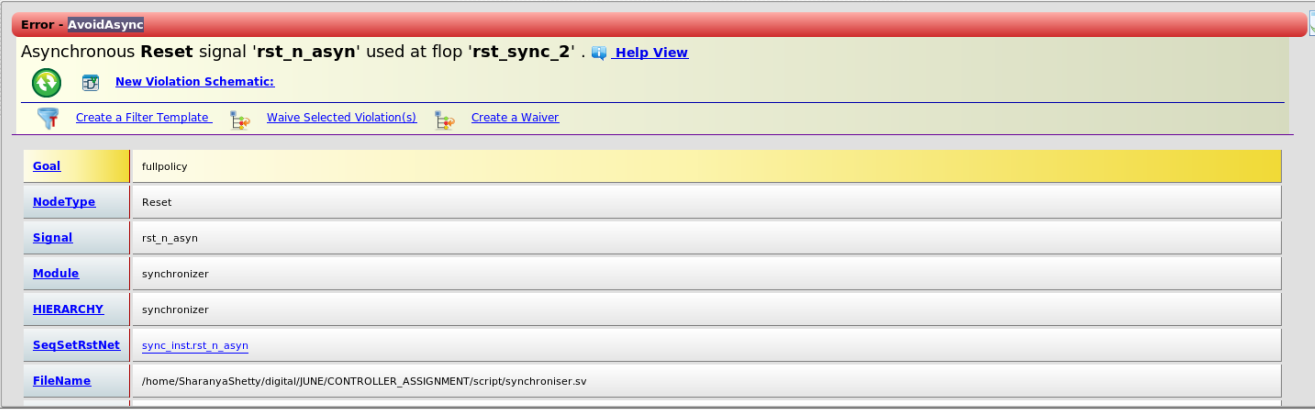 Error - AvoidAsync
Asynchronous Reset signal 'rst_n_asyn' used at flop 'rst_sync_2' . Help View
New Violation Schematic:
Create a Filter Template Waive Selected Violation(s) Create a Waiver
Goal fullpolicy
NodeType Reset
Signal rst_n_asyn
Module synchronizer
HIERARCHY synchronizer
SeqSetRstNet sync_inst.rst_n_asyn
FileName /home/SharanyaShetty/digital/JUNE/CONTROLLER_ASSIGNMENT/script/synchroniser.sv